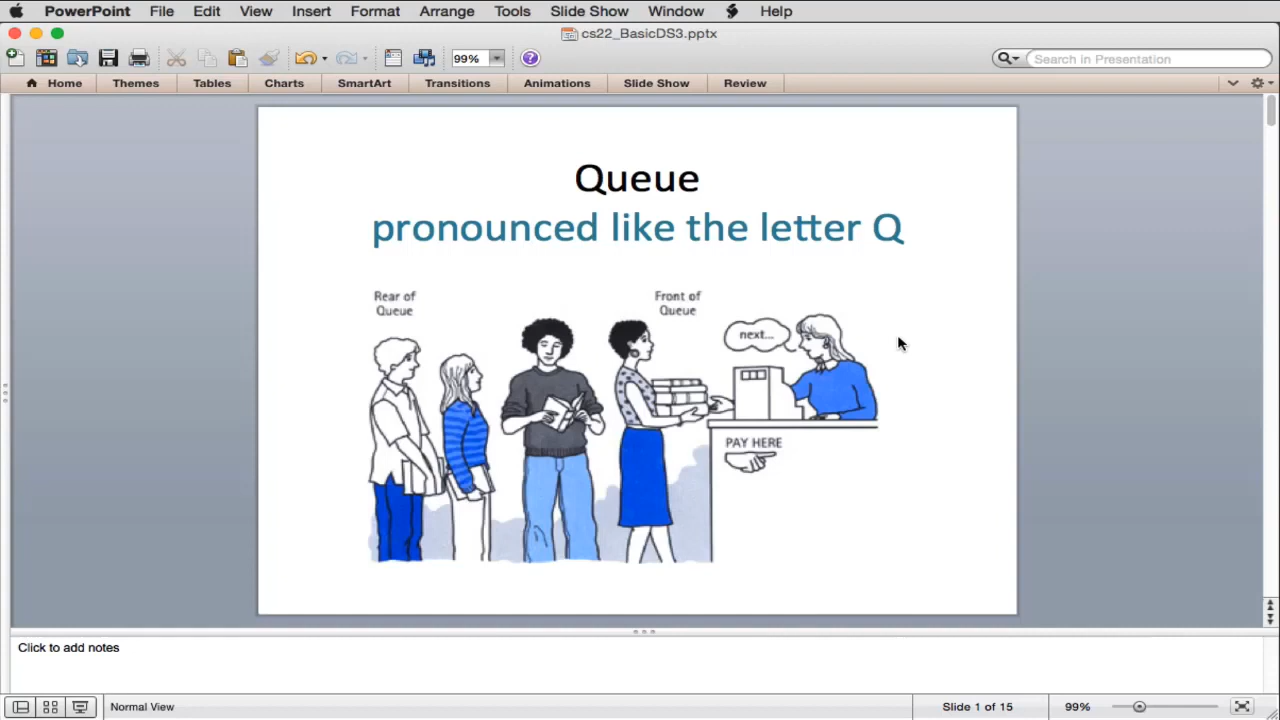 PowerPoint File Edit View Insert Format Arrange Tools Slide Show Window Help
cs22_BasicDS3.pptx
99%
Search in Presentation
Home Themes Tables Charts SmartArt Transitions Animations Slide Show Review
Queue
pronounced like the letter Q
Rear of
Queue
Front of
Queue
next...
PAY HERE
Click to add notes
Normal View
Slide 1 of 15
99%